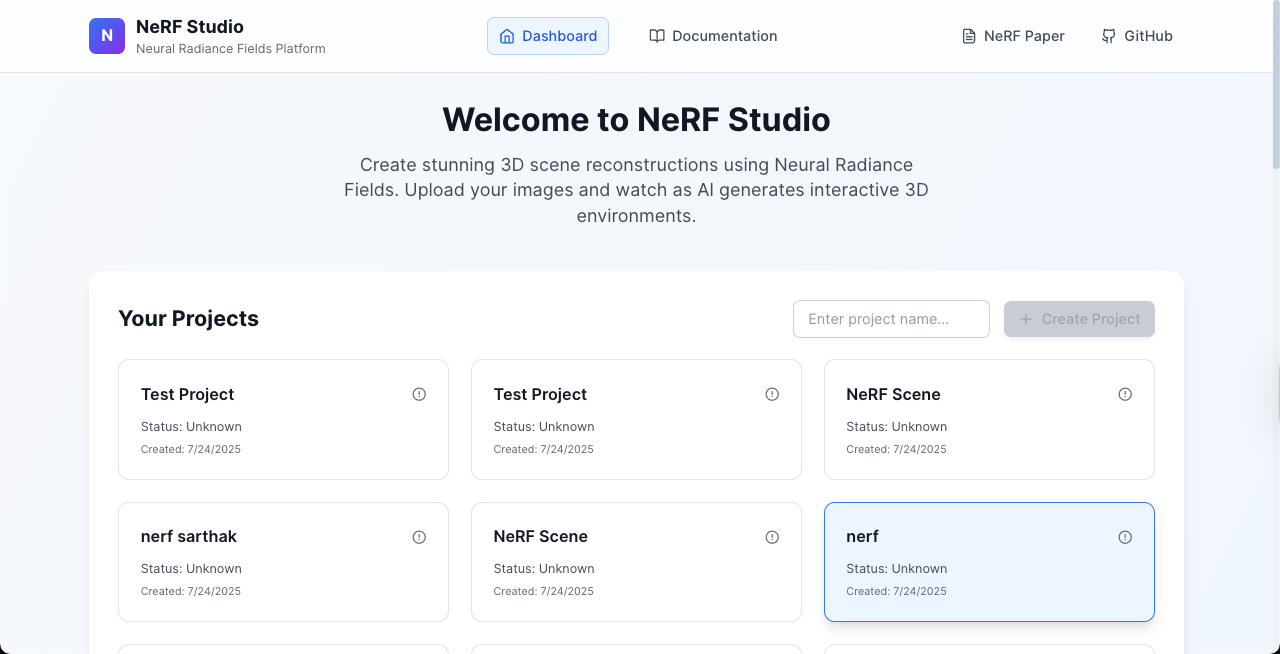 N
NeRF Studio
Neural Radiance Fields Platform
Dashboard
Documentation
NeRF Paper
GitHub
Welcome to NeRF Studio
Create stunning 3D scene reconstructions using Neural Radiance
Fields. Upload your images and watch as AI generates interactive 3D
environments.
Your Projects
Enter project name...
Create Project
Test Project
Status: Unknown
Created: 7/24/2025
Test Project
Status: Unknown
Created: 7/24/2025
NeRF Scene
Status: Unknown
Created: 7/24/2025
nerf sarthak
Status: Unknown
Created: 7/24/2025
NeRF Scene
Status: Unknown
Created: 7/24/2025
nerf
Status: Unknown
Created: 7/24/2025